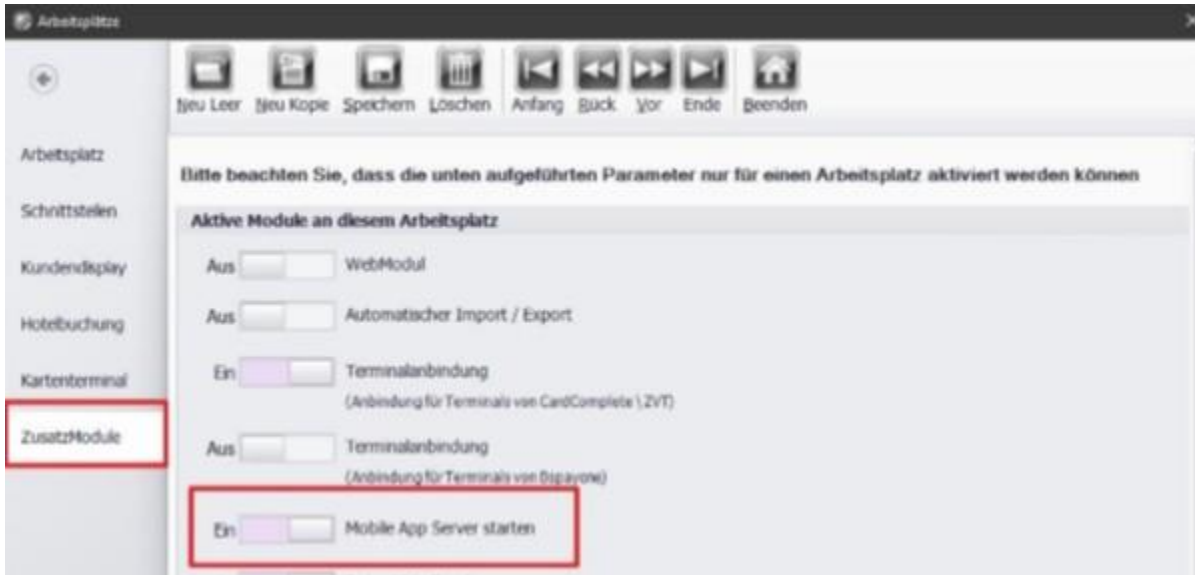 Arbeitsplätze
Neu Leer Neu Kopie Speichern Löschen Anfang Rück Vor Ende Beenden
Arbeitsplatz
Schnittstelen
Kundendisplay
Hotelbuchung
Kartenterminal
ZusatzModule
Bitte beachten Sie, dass die unten aufgeführten Parameter nur für einen Arbeitsplatz aktiviert werden können
Aktive Module an diesem Arbeitsplatz
Aus WebModul
Aus Automatischer Import / Export
Ein Terminalanbindung
(Anbindung für Terminals von CardComplete \ ZVT)
Aus Terminalanbindung
(Anbindung für Terminals von Bspayone)
Ein Mobile App Server starten